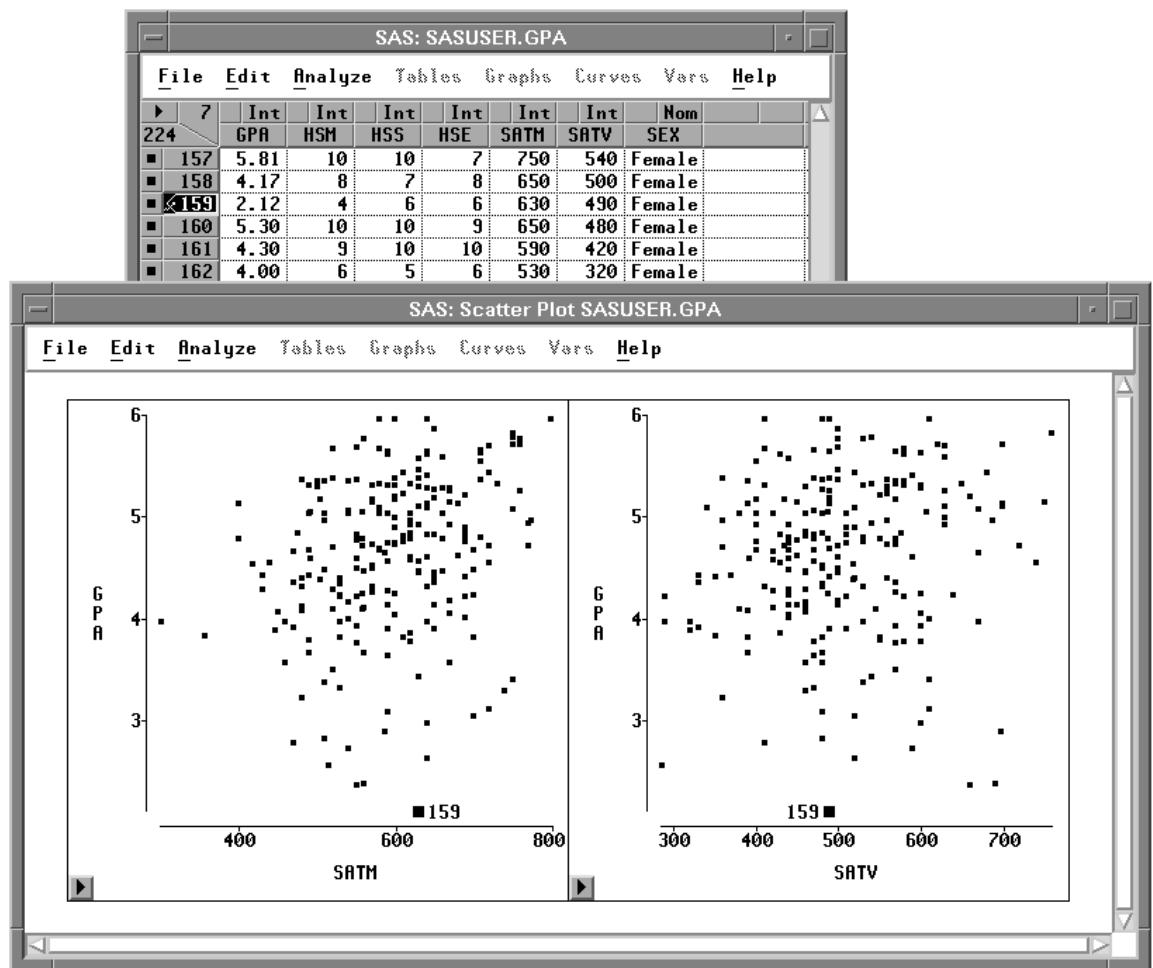 SAS: SASUSER.GPA
File Edit Analyze Tables Graphs Curves Vars Help
7 Int Int Int Int Int Int Nom
224 GPA HSM HSS HSE SATM SATV SEX
157 5.81 10 10 7 750 540 Female
158 4.17 8 7 8 650 500 Female
159 2.12 4 6 6 630 490 Female
160 5.30 10 10 9 650 480 Female
161 4.30 9 10 10 590 420 Female
162 4.00 6 5 6 530 320 Female
SAS: Scatter Plot SASUSER.GPA
File Edit Analyze Tables Graphs Curves Vars Help
6
5
4
3
GPA
159
400 600 800
SATM
6
5
4
3
GPA
159
300 400 500 600 700
SATV